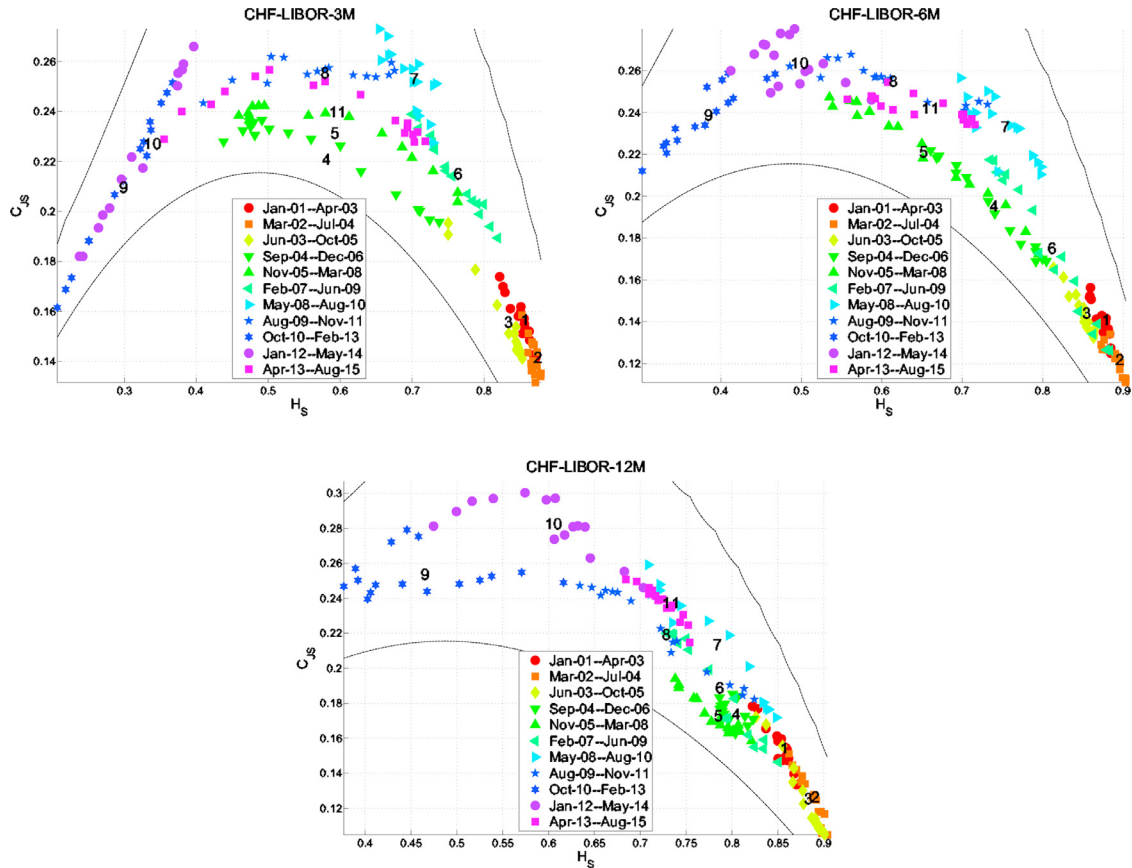 CHF-LIBOR-3M
0.26
0.24
0.22
0.2
0.18
0.16
0.14
C_JS
0.3
0.4
0.5
0.6
0.7
0.8
H_S
1
2
3
4
5
6
7
8
9
10
11
Jan-01--Apr-03
Mar-02--Jul-04
Jun-03--Oct-05
Sep-04--Dec-06
Nov-05--Mar-08
Feb-07--Jun-09
May-08--Aug-10
Aug-09--Nov-11
Oct-10--Feb-13
Jan-12--May-14
Apr-13--Aug-15
CHF-LIBOR-6M
0.28
0.26
0.24
0.22
0.2
0.18
0.16
0.14
0.12
C_JS
0.4
0.5
0.6
0.7
0.8
0.9
H_S
1
2
3
4
5
6
7
8
9
10
11
Jan-01--Apr-03
Mar-02--Jul-04
Jun-03--Oct-05
Sep-04--Dec-06
Nov-05--Mar-08
Feb-07--Jun-09
May-08--Aug-10
Aug-09--Nov-11
Oct-10--Feb-13
Jan-12--May-14
Apr-13--Aug-15
CHF-LIBOR-12M
0.3
0.28
0.26
0.24
0.22
0.2
0.18
0.16
0.14
0.12
C_JS
0.4
0.45
0.5
0.55
0.6
0.65
0.7
0.75
0.8
0.85
0.9
H_S
1
2
3
4
5
6
7
8
9
10
11
Jan-01--Apr-03
Mar-02--Jul-04
Jun-03--Oct-05
Sep-04--Dec-06
Nov-05--Mar-08
Feb-07--Jun-09
May-08--Aug-10
Aug-09--Nov-11
Oct-10--Feb-13
Jan-12--May-14
Apr-13--Aug-15